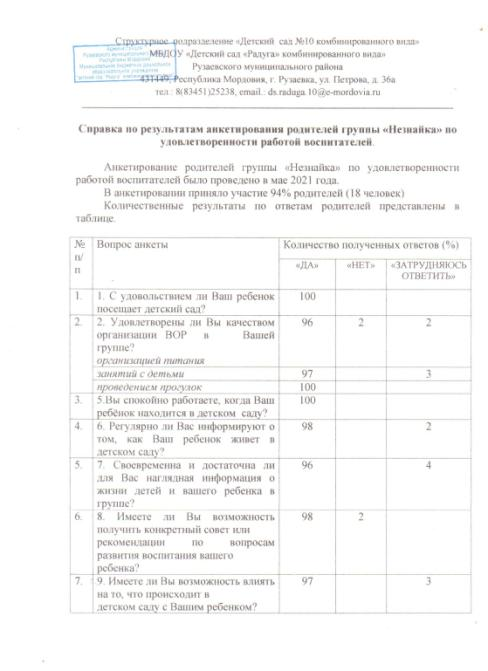 Структурное подразделение «Детский сад №10 комбинированного вида»
МБДОУ «Детский сад «Радуга» комбинированного вида»
Рузаевского муниципального района
431449, Республика Мордовия, г. Рузаевка, ул. Петрова, д. 36а
тел.: 8(83451)25238, email.: ds.radaga.10@e-mordovia.ru
Справка по результатам анкетирования родителей группы «Незнайка» по
удовлетворенности работой воспитателей.
Анкетирование родителей группы «Незнайка» по удовлетворенности
работой воспитателей было проведено в мае 2021 года.
В анкетировании приняло участие 94% родителей (18 человек)
Количественные результаты по ответам родителей представлены в
таблице.
№ п/п Вопрос анкеты Количество полученных ответов (%)
«ДА» «НЕТ» «ЗАТРУДНЯЮСЬ
ОТВЕТИТЬ»
1. 1. С удовольствием ли Ваш ребенок 100
посещает детский сад?
2. 2. Удовлетворены ли Вы качеством 96 2 2
организации ВОР в Вашей
группе?
организацией питания
занятий с детьми 97 3
проведением прогулок 100
3. 5.Вы спокойно работаете, когда Ваш 100
ребёнок находится в детском саду?
4. 6. Регулярно ли Вас информируют о 98 2
том, как Ваш ребенок живет в
детском саду?
5. 7. Своевременна и достаточна ли 96 4
для Вас наглядная информация о
жизни детей и вашего ребенка в
группе?
6. 8. Имеете ли Вы возможность 98 2
получить конкретный совет или
рекомендации по вопросам
развития воспитания вашего
ребенка?
7. 9. Имеете ли Вы возможность влиять 97 3
на то, что происходит в
детском саду с Вашим ребенком?